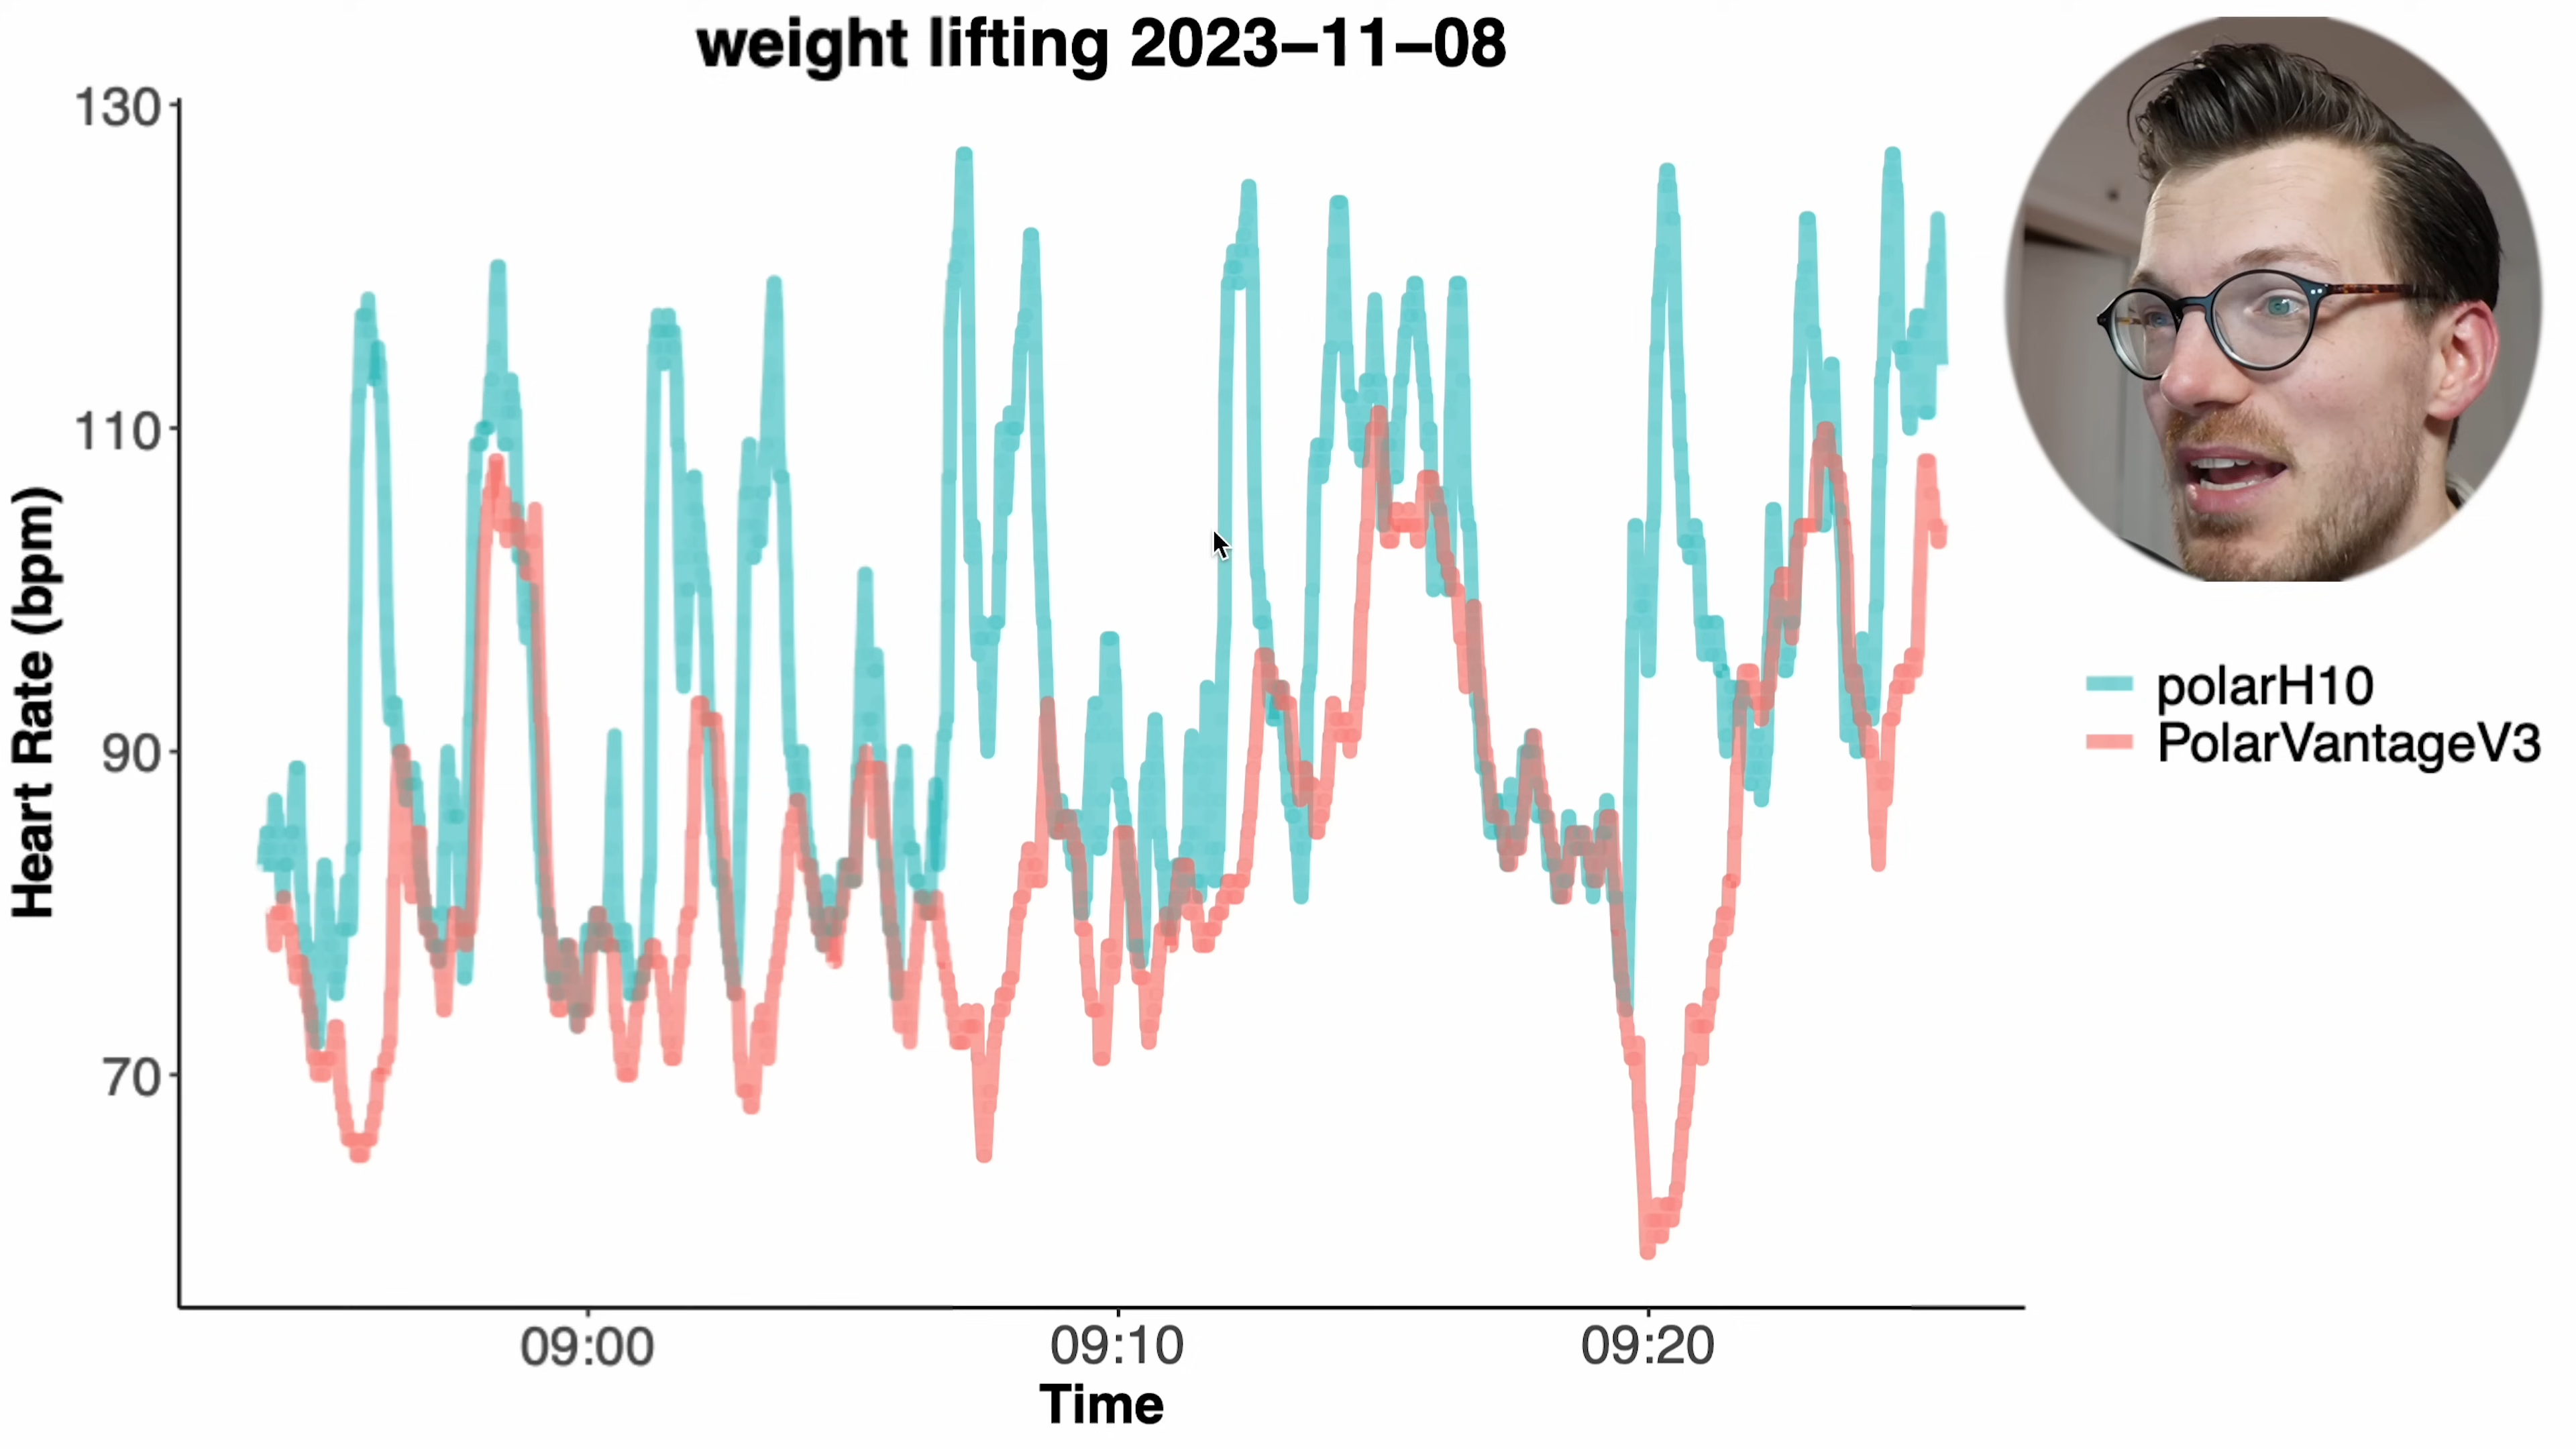 weight lifting 2023–11–08
130
110
90
70
Heart Rate (bpm)
09:00
09:10
09:20
Time
polarH10
PolarVantageV3